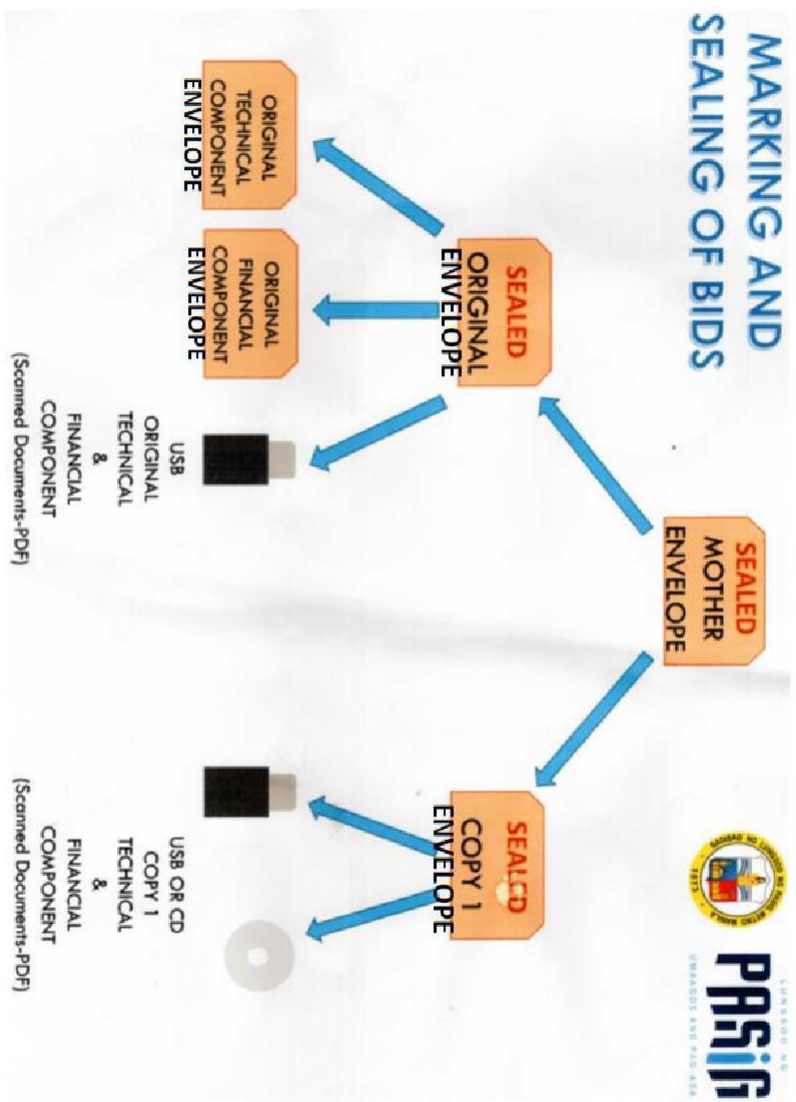 MARKING AND
SEALING OF BIDS
LUNGSOD NG
PASIG
UMAAGOS ANG PAG-ASA
SEALED
MOTHER
ENVELOPE
SEALED
ORIGINAL
ENVELOPE
SEALED
COPY 1
ENVELOPE
ORIGINAL
TECHNICAL
COMPONENT
ENVELOPE
ORIGINAL
FINANCIAL
COMPONENT
ENVELOPE
USB
ORIGINAL
TECHNICAL
&
FINANCIAL
COMPONENT
(Scanned Documents-PDF)
USB OR CD
COPY 1
TECHNICAL
&
FINANCIAL
COMPONENT
(Scanned Documents-PDF)